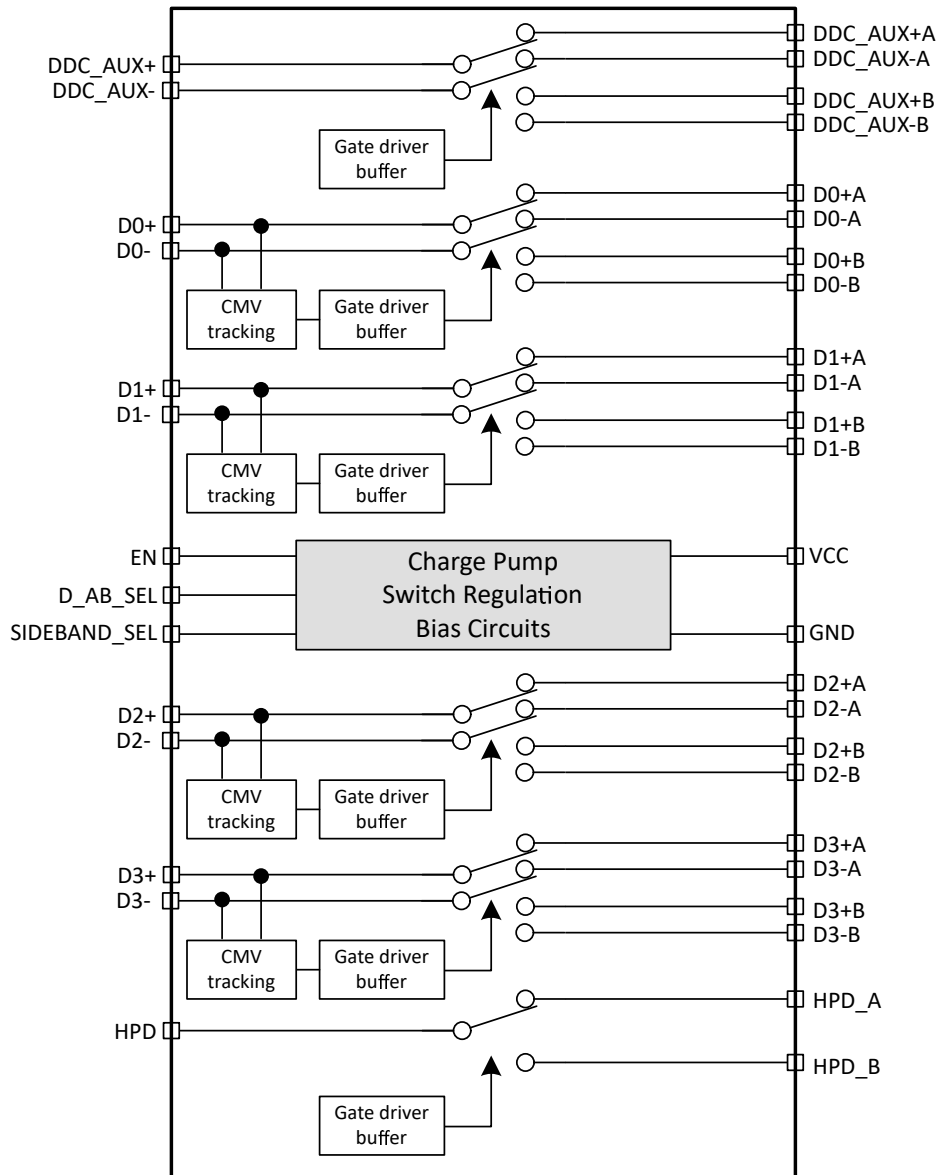 DDC_AUX+A
DDC_AUX+
DDC_AUX-A
DDC_AUX-
DDC_AUX+B
DDC_AUX-B
Gate driver
buffer
D0+A
D0+
D0-A
D0-
D0+B
D0-B
CMV
tracking
Gate driver
buffer
D1+A
D1+
D1-A
D1-
D1+B
D1-B
CMV
tracking
Gate driver
buffer
EN
D_AB_SEL
SIDEBAND_SEL
Charge Pump
Switch Regulation
Bias Circuits
VCC
GND
D2+A
D2+
D2-A
D2-
D2+B
D2-B
CMV
tracking
Gate driver
buffer
D3+A
D3+
D3-A
D3-
D3+B
D3-B
CMV
tracking
Gate driver
buffer
HPD_A
HPD
HPD_B
Gate driver
buffer